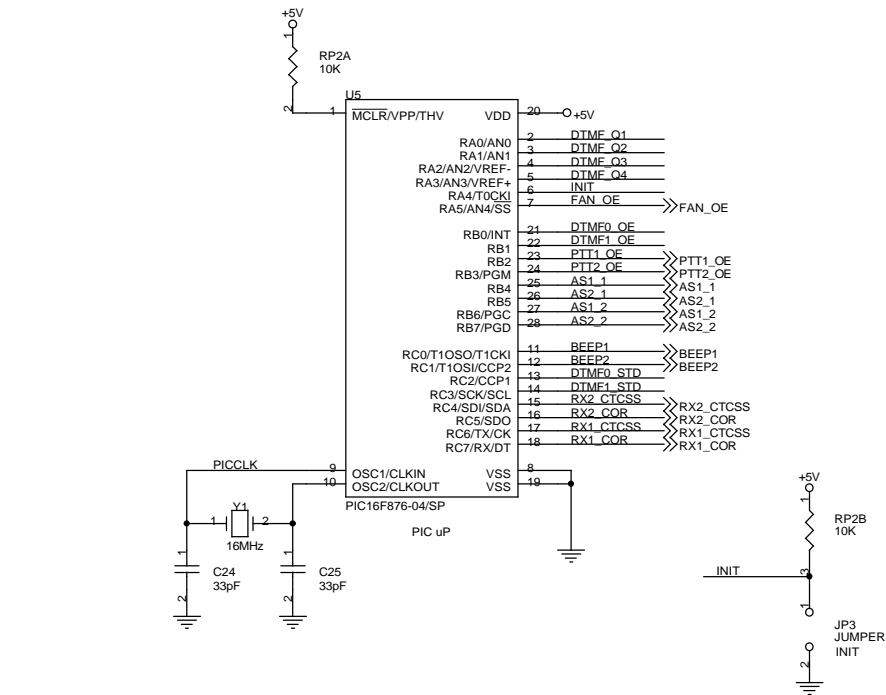 +5V
1
RP2A
10K
2
U5
1 MCLR/VPP/THV VDD 20 +5V
RA0/AN0 2 DTMF_Q1
RA1/AN1 3 DTMF_Q2
RA2/AN2/VREF- 4 DTMF_Q3
RA3/AN3/VREF+ 5 DTMF_Q4
RA4/T0CKI 6 INIT
RA5/AN4/SS 7 FAN_OE FAN_OE
RB0/INT 21 DTMF0_OE
RB1 22 DTMF1_OE
RB2 23 PTT1_OE PTT1_OE
RB3/PGM 24 PTT2_OE PTT2_OE
RB4 25 AS1_1 AS1_1
RB5 26 AS2_1 AS2_1
RB6/PGC 27 AS1_2 AS1_2
RB7/PGD 28 AS2_2 AS2_2
RC0/T1OSO/T1CKI 11 BEEP1 BEEP1
RC1/T1OSI/CCP2 12 BEEP2 BEEP2
RC2/CCP1 13 DTMF0_STD
RC3/SCK/SCL 14 DTMF1_STD
RC4/SDI/SDA 15 RX2_CTCSS RX2_CTCSS
RC5/SDO 16 RX2_COR RX2_COR
RC6/TX/CK 17 RX1_CTCSS RX1_CTCSS
RC7/RX/DT 18 RX1_COR RX1_COR
PICCLK 9 OSC1/CLKIN VSS 8
10 OSC2/CLKOUT VSS 19
PIC16F876-04/SP
PIC uP
Y1
1 2
16MHz
1
C24
33pF
2
1
C25
33pF
2
+5V
1
RP2B
10K
3
INIT
1
JP3
JUMPER
INIT
2